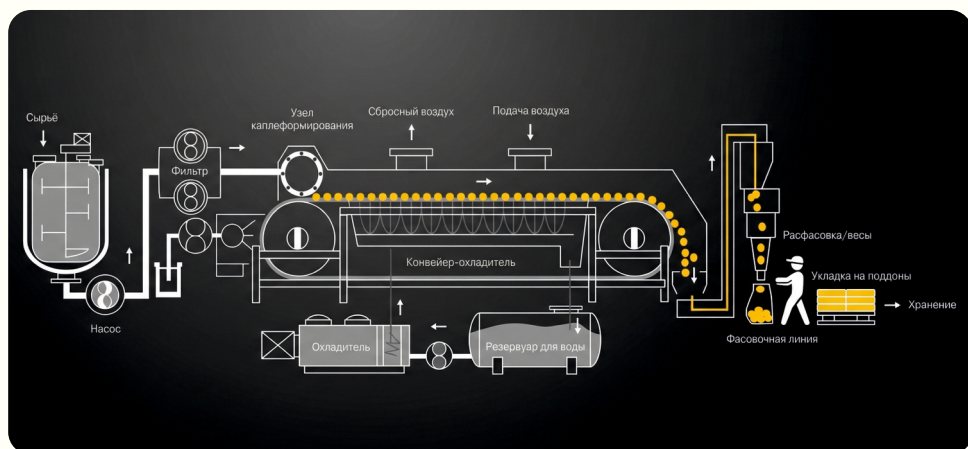 Сырьё
Фильтр
Насос
Узел
каплеформирования
Сбросный воздух
Подача воздуха
Конвейер-охладитель
Охладитель
Резервуар для воды
Расфасовка/весы
Укладка на поддоны
Хранение
Фасовочная линия